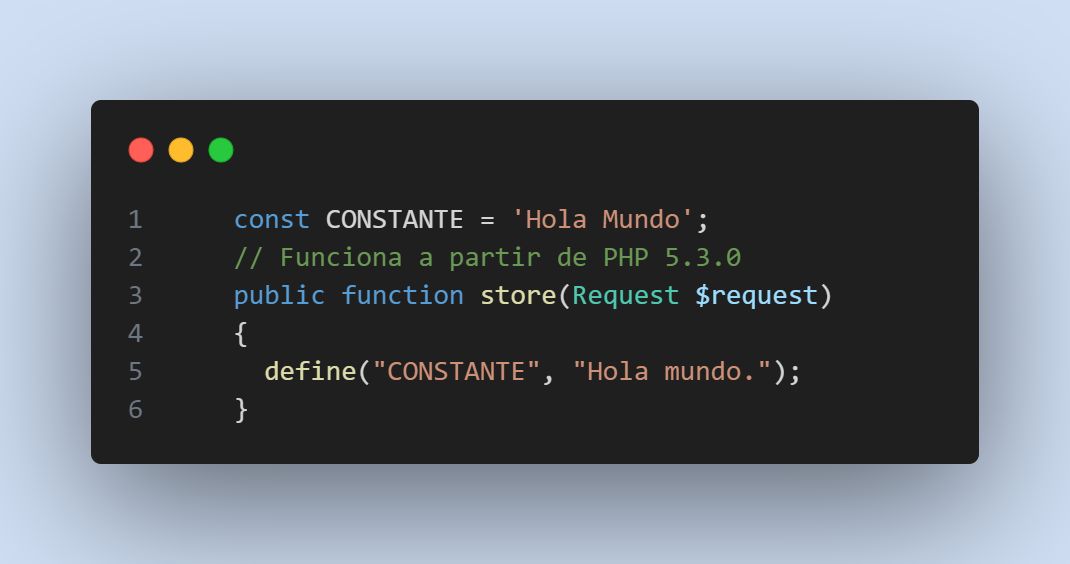 1 const CONSTANTE = 'Hola Mundo';
2 // Funciona a partir de PHP 5.3.0
3 public function store(Request $request)
4 {
5 define("CONSTANTE", "Hola mundo.");
6 }